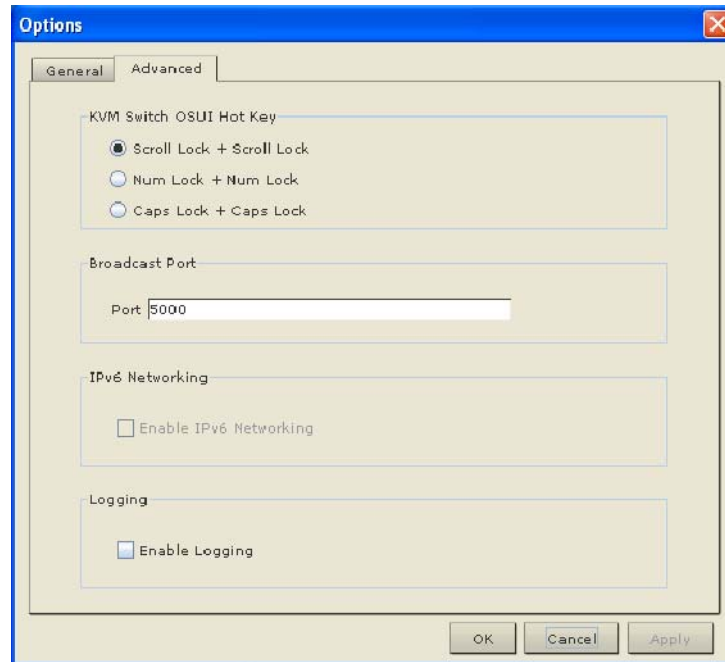 Options
General
Advanced
KVM Switch OSUI Hot Key
Scroll Lock + Scroll Lock
Num Lock + Num Lock
Caps Lock + Caps Lock
Broadcast Port
Port 5000
IPv6 Networking
Enable IPv6 Networking
Logging
Enable Logging
OK
Cancel
Apply